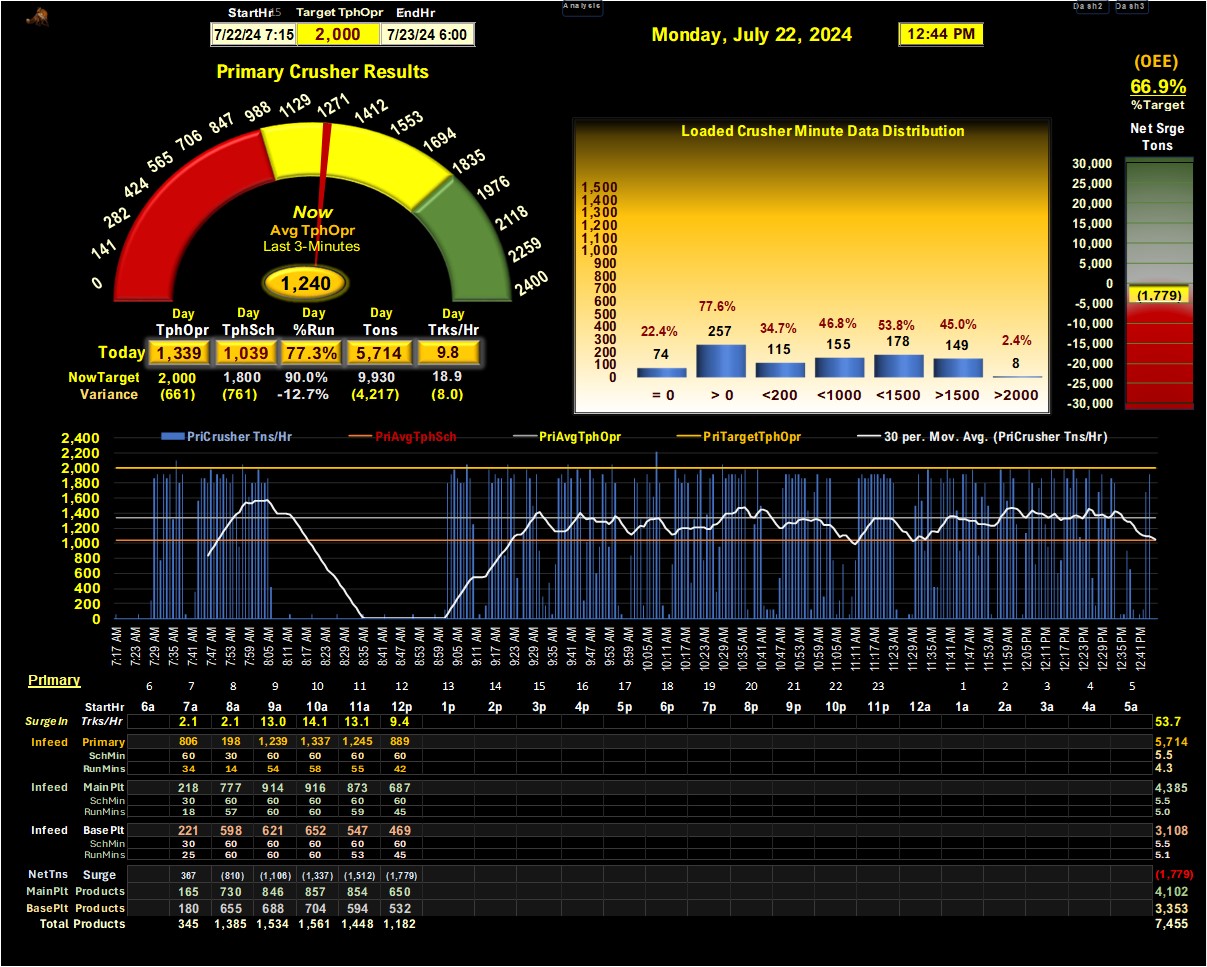 Analysis
Dash2 Dash3
StartHr 15 Target TphOpr EndHr
7/22/24 7:15 2,000 7/23/24 6:00
Monday, July 22, 2024 12:44 PM
(OEE)
66.9%
%Target
Net Srge
Tons
Primary Crusher Results
0 141 282 424 565 706 847 988 1129 1271 1412 1553 1694 1835 1976 2118 2259 2400
Now
Avg TphOpr
Last 3-Minutes
1,240
Day Day Day Day Day
TphOpr TphSch %Run Tons Trks/Hr
Today 1,339 1,039 77.3% 5,714 9.8
NowTarget 2,000 1,800 90.0% 9,930 18.9
Variance (661) (761) -12.7% (4,217) (8.0)
Loaded Crusher Minute Data Distribution
1,500
1,400
1,300
1,200
1,100
1,000
900
800
700
600
500
400
300
200
100
0
22.4% 77.6% 34.7% 46.8% 53.8% 45.0% 2.4%
74 257 115 155 178 149 8
= 0 > 0 <200 <1000 <1500 >1500 >2000
30,000
25,000
20,000
15,000
10,000
5,000
0
-5,000
-10,000
-15,000
-20,000
-25,000
-30,000
(1,779)
PriCrusher Tns/Hr PriAvgTphSch PriAvgTphOpr PriTargetTphOpr 30 per. Mov. Avg. (PriCrusher Tns/Hr)
2,400
2,200
2,000
1,800
1,600
1,400
1,200
1,000
800
600
400
200
0
7:17 AM 7:23 AM 7:29 AM 7:35 AM 7:41 AM 7:47 AM 7:53 AM 7:59 AM 8:05 AM 8:11 AM 8:17 AM 8:23 AM 8:29 AM 8:35 AM 8:41 AM 8:47 AM 8:53 AM 8:59 AM 9:05 AM 9:11 AM 9:17 AM 9:23 AM 9:29 AM 9:35 AM 9:41 AM 9:47 AM 9:53 AM 9:59 AM 10:05 AM 10:11 AM 10:17 AM 10:23 AM 10:29 AM 10:35 AM 10:41 AM 10:47 AM 10:53 AM 10:59 AM 11:05 AM 11:11 AM 11:17 AM 11:23 AM 11:29 AM 11:35 AM 11:41 AM 11:47 AM 11:53 AM 11:59 AM 12:05 PM 12:11 PM 12:17 PM 12:23 PM 12:29 PM 12:35 PM 12:41 PM
Primary
6 7 8 9 10 11 12 13 14 15 16 17 18 19 20 21 22 23 1 2 3 4 5
StartHr 6a 7a 8a 9a 10a 11a 12p 1p 2p 3p 4p 5p 6p 7p 8p 9p 10p 11p 12a 1a 2a 3a 4a 5a
Surge In Trks/Hr 2.1 2.1 13.0 14.1 13.1 9.4 53.7
Infeed Primary 806 198 1,239 1,337 1,245 889 5,714
SchMin 60 30 60 60 60 60 5.5
RunMins 34 14 54 58 55 42 4.3
Infeed Main Plt 218 777 914 916 873 687 4,385
SchMin 30 60 60 60 60 60 5.5
RunMins 18 57 60 60 59 45 5.0
Infeed Base Plt 221 598 621 652 547 469 3,108
SchMin 30 60 60 60 60 60 5.5
RunMins 25 60 60 60 53 45 5.1
NetTns Surge 367 (810) (1,106) (1,337) (1,512) (1,779) (1,779)
MainPlt Products 165 730 846 857 854 650 4,102
BasePlt Products 180 655 688 704 594 532 3,353
Total Products 345 1,385 1,534 1,561 1,448 1,182 7,455